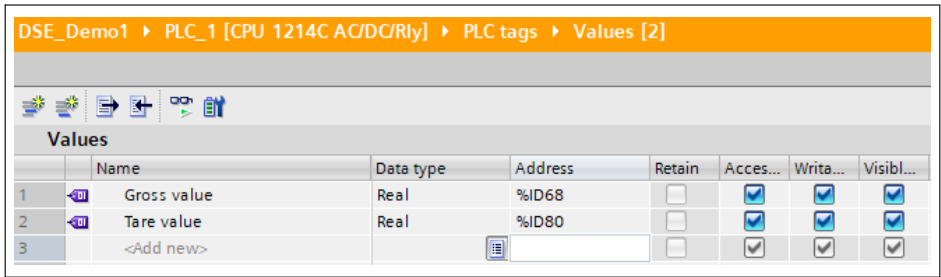 DSE_Demo1 ▸ PLC_1 [CPU 1214C AC/DC/Rly] ▸ PLC tags ▸ Values [2]
Values
Name Data type Address Retain Acces... Writa... Visibl...
1 Gross value Real %ID68
2 Tare value Real %ID80
3 <Add new>